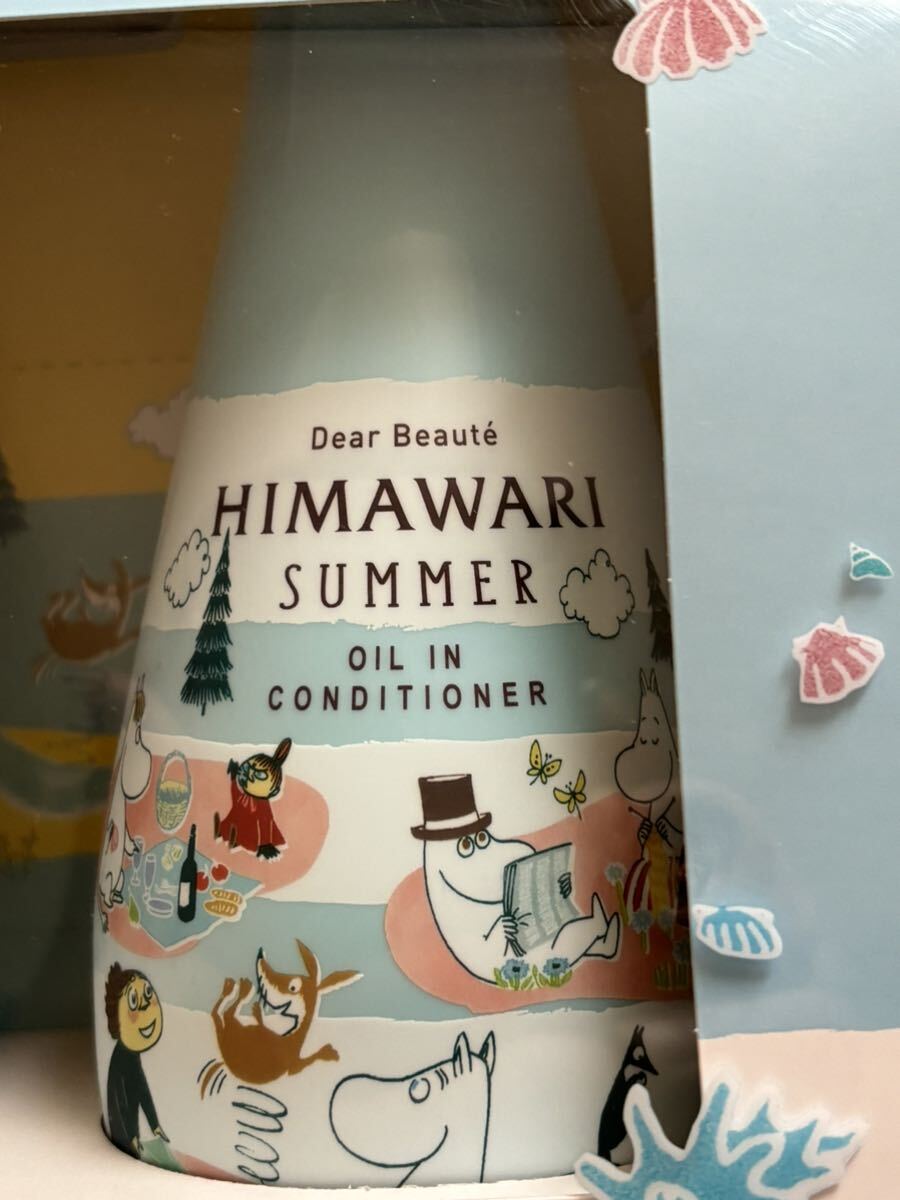 Dear Beauté
HIMAWARI
SUMMER
OIL IN
CONDITIONER